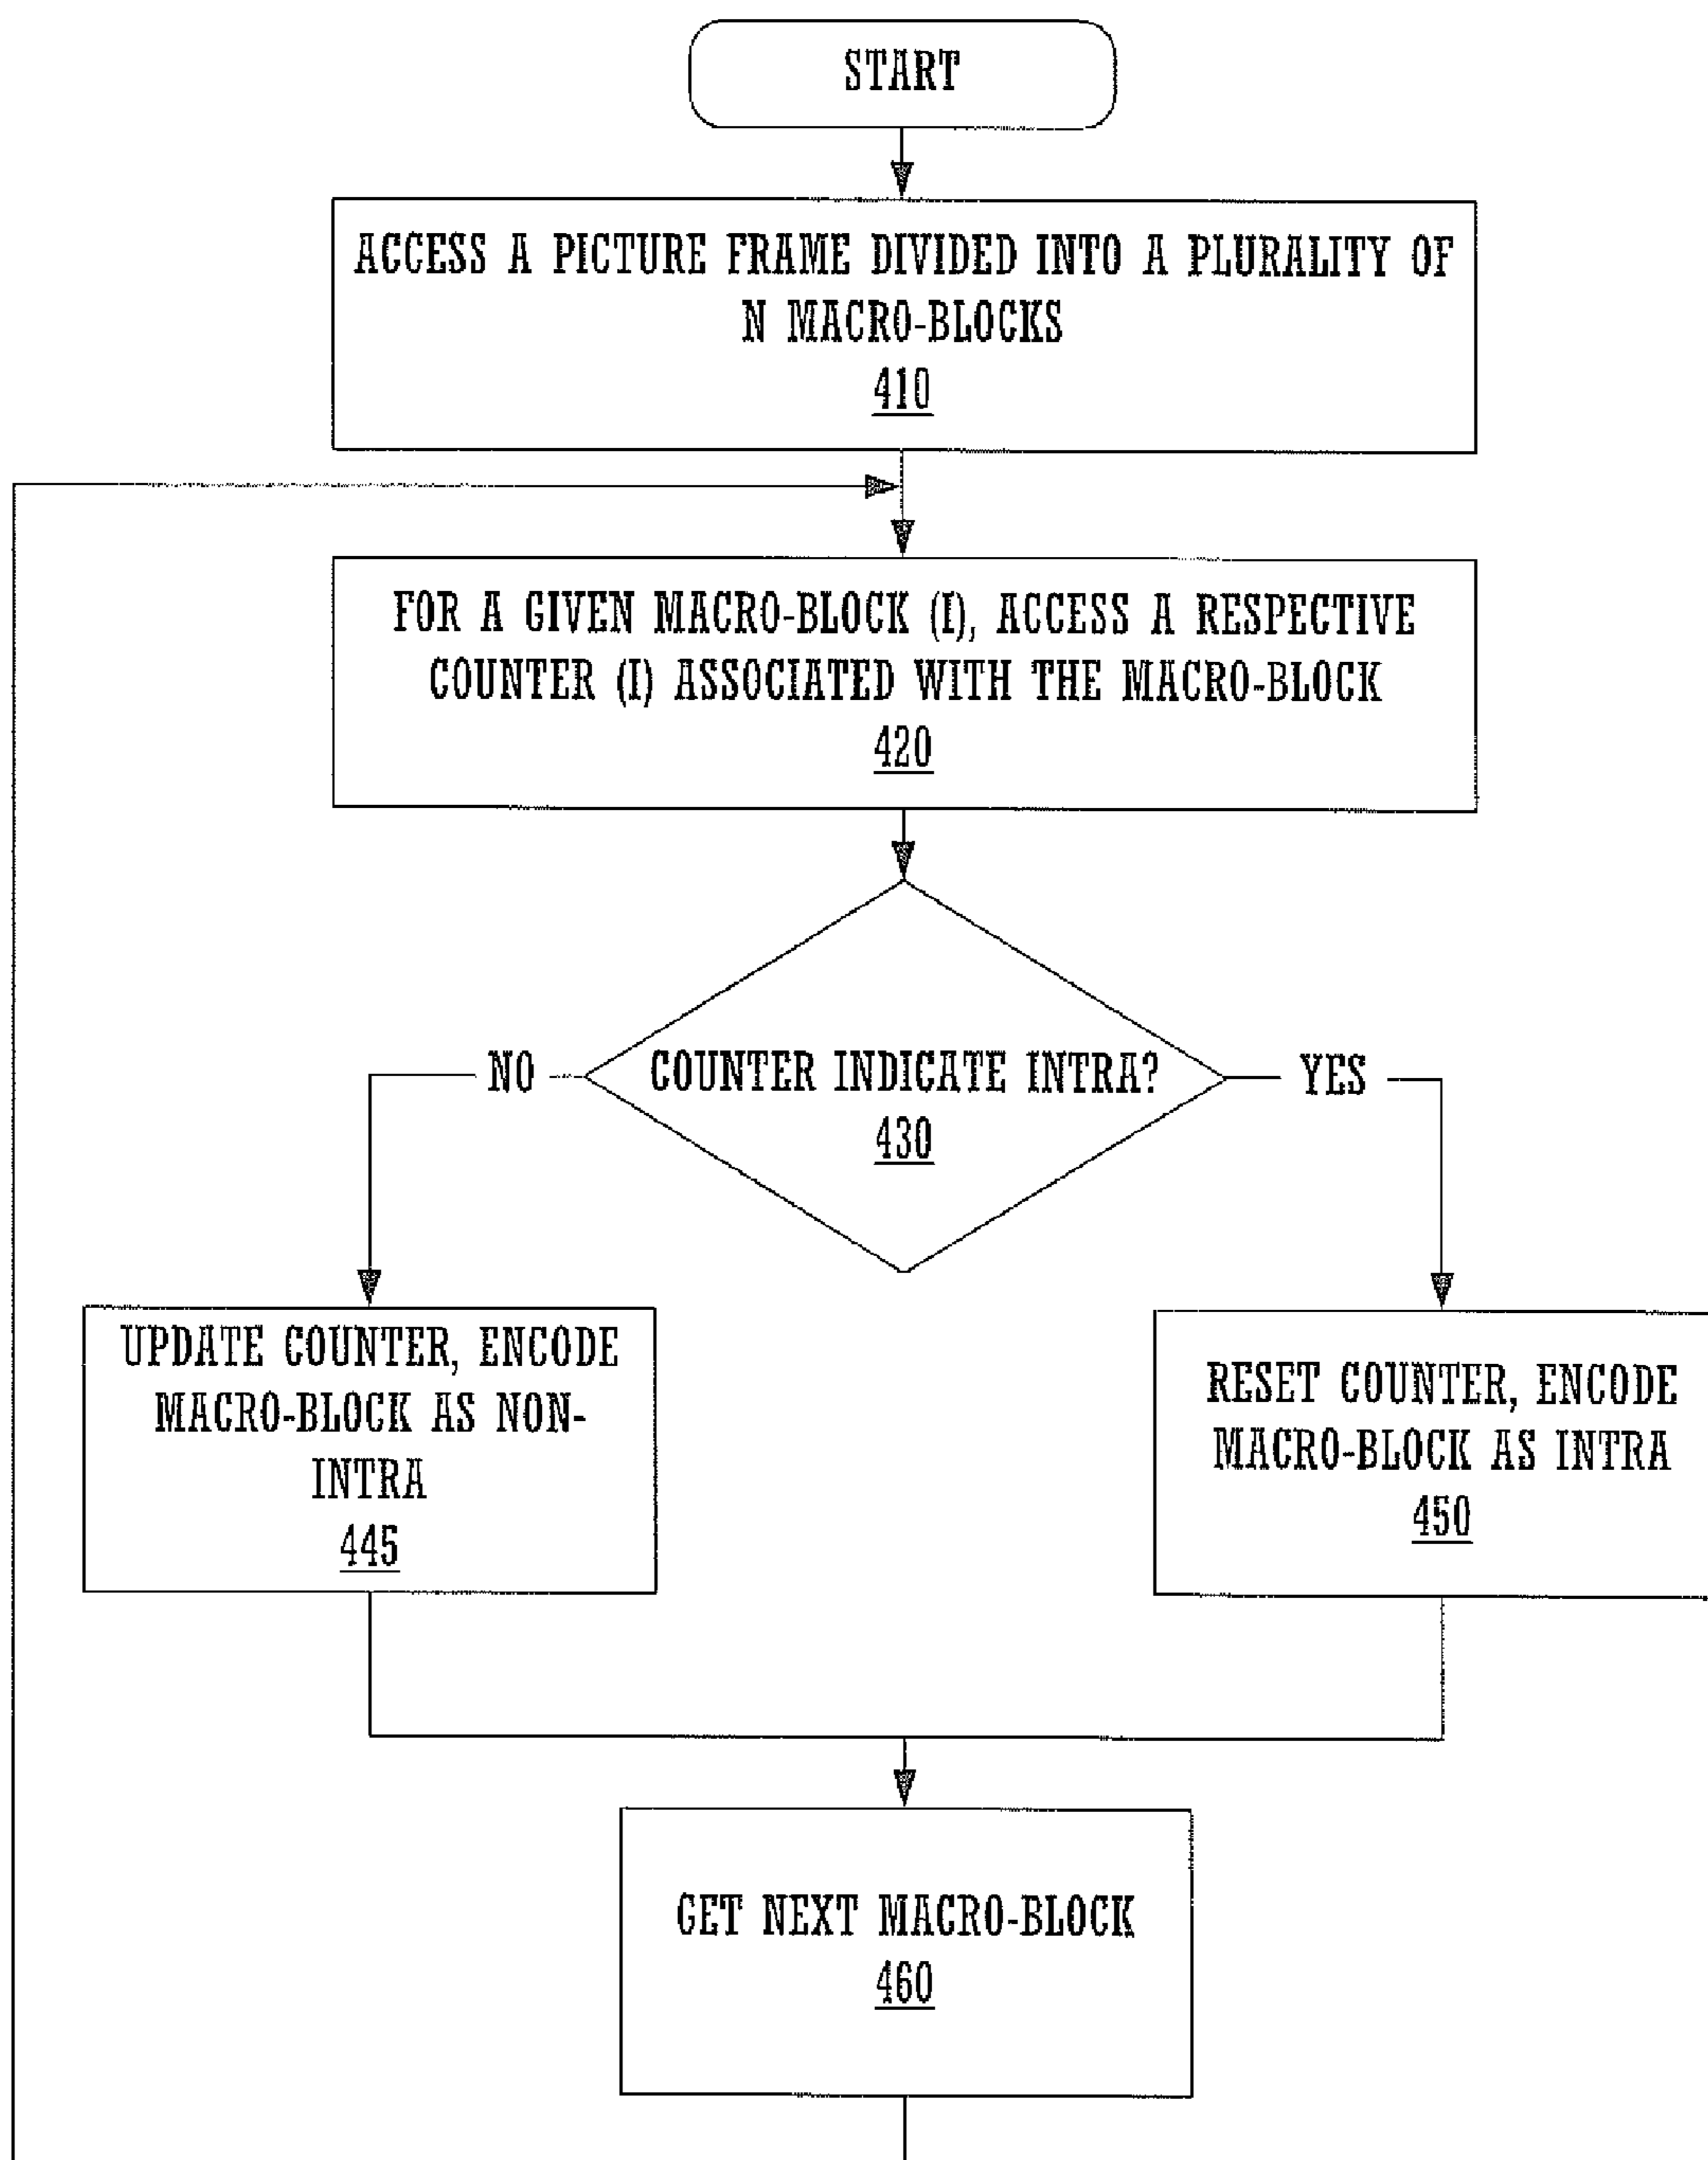 START
ACCESS A PICTURE FRAME DIVIDED INTO A PLURALITY OF
N MACRO-BLOCKS
410
FOR A GIVEN MACRO-BLOCK (I), ACCESS A RESPECTIVE
COUNTER (I) ASSOCIATED WITH THE MACRO-BLOCK
420
COUNTER INDICATE INTRA?
430
NO
YES
UPDATE COUNTER, ENCODE
MACRO-BLOCK AS NON-
INTRA
445
RESET COUNTER, ENCODE
MACRO-BLOCK AS INTRA
450
GET NEXT MACRO-BLOCK
460